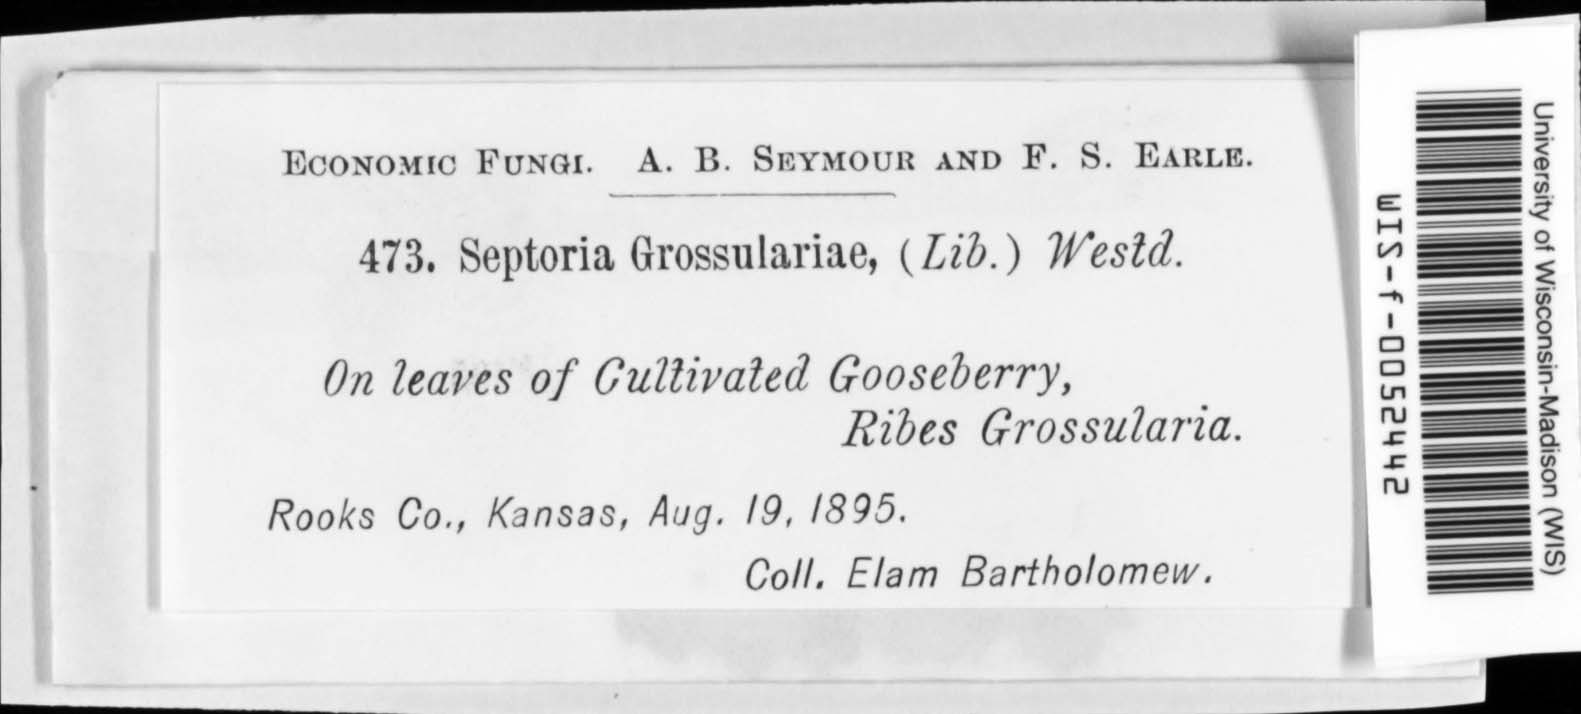 Economic Fungi. A. B. Seymour and F. S. Earle.
473. Septoria Grossulariae, (Lib.) Westd.
On leaves of Cultivated Gooseberry,
Ribes Grossularia.
Rooks Co., Kansas, Aug. 19, 1895.
Coll. Elam Bartholomew.
University of Wisconsin-Madison (WIS)
WIS-f-0052442